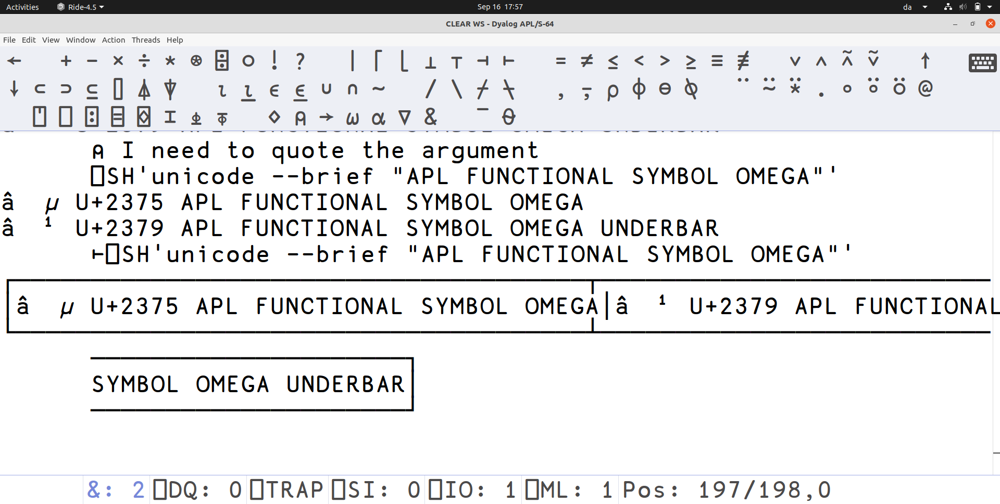 Activities Ride-4.5 Sep 16 17:57 da
CLEAR WS - Dyalog APL/S-64
File Edit View Window Action Threads Help
← + − × ÷ * ⍟ ⌹ ○ ! ? | ⌈ ⌊ ⊥ ⊤ ⊣ ⊢ = ≠ ≤ < > ≥ ≡ ≢ ∨ ∧ ⍲ ⍱ ↑
↓ ⊂ ⊃ ⊆ ⌷ ⍋ ⍒ ⍳ ⍸ ∊ ⍷ ∪ ∩ ~ / \ ⌿ ⍀ , ⍪ ⍴ ⌽ ⊖ ⍉ ¨ ⍨ ⍣ . ∘ ⍤ ⍥ @
⍞ ⎕ ⍠ ⌸ ⌺ ⌶ ⍎ ⍕ ⋄ ⍝ → ⍵ ⍺ ∇ & ¯ ⍬
⍝ I need to quote the argument
⎕SH'unicode --brief "APL FUNCTIONAL SYMBOL OMEGA"'
â µ U+2375 APL FUNCTIONAL SYMBOL OMEGA
â ¹ U+2379 APL FUNCTIONAL SYMBOL OMEGA UNDERBAR
⊢⎕SH'unicode --brief "APL FUNCTIONAL SYMBOL OMEGA"'
â µ U+2375 APL FUNCTIONAL SYMBOL OMEGA│â ¹ U+2379 APL FUNCTIONAL
SYMBOL OMEGA UNDERBAR
&: 2 ⎕DQ: 0 ⎕TRAP ⎕SI: 0 ⎕IO: 1 ⎕ML: 1 Pos: 197/198,0